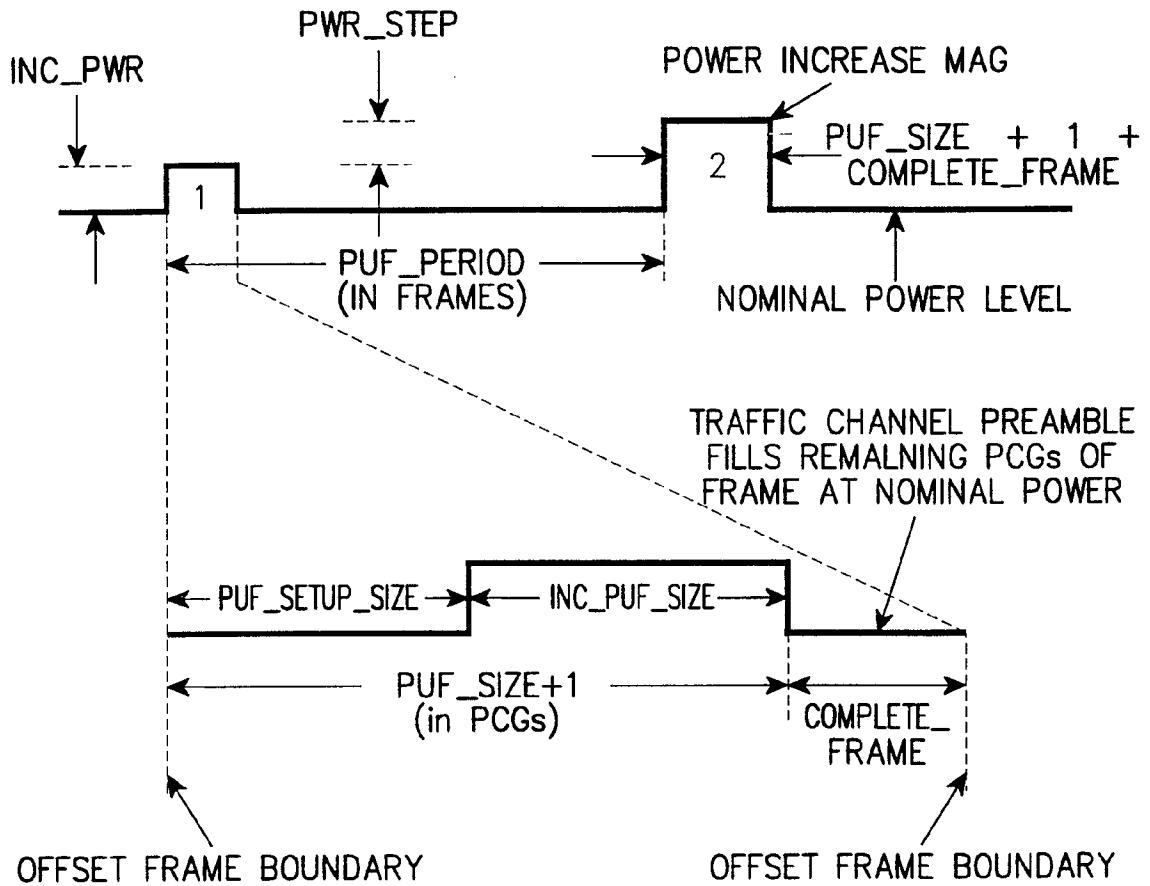 PWR_STEP
INC_PWR
POWER INCREASE MAG
PUF_SIZE + 1 +
COMPLETE_FRAME
1
2
PUF_PERIOD
(IN FRAMES)
NOMINAL POWER LEVEL
TRAFFIC CHANNEL PREAMBLE
FILLS REMALNING PCGs OF
FRAME AT NOMINAL POWER
PUF_SETUP_SIZE
INC_PUF_SIZE
PUF_SIZE+1
(in PCGs)
COMPLETE_
FRAME
OFFSET FRAME BOUNDARY
OFFSET FRAME BOUNDARY